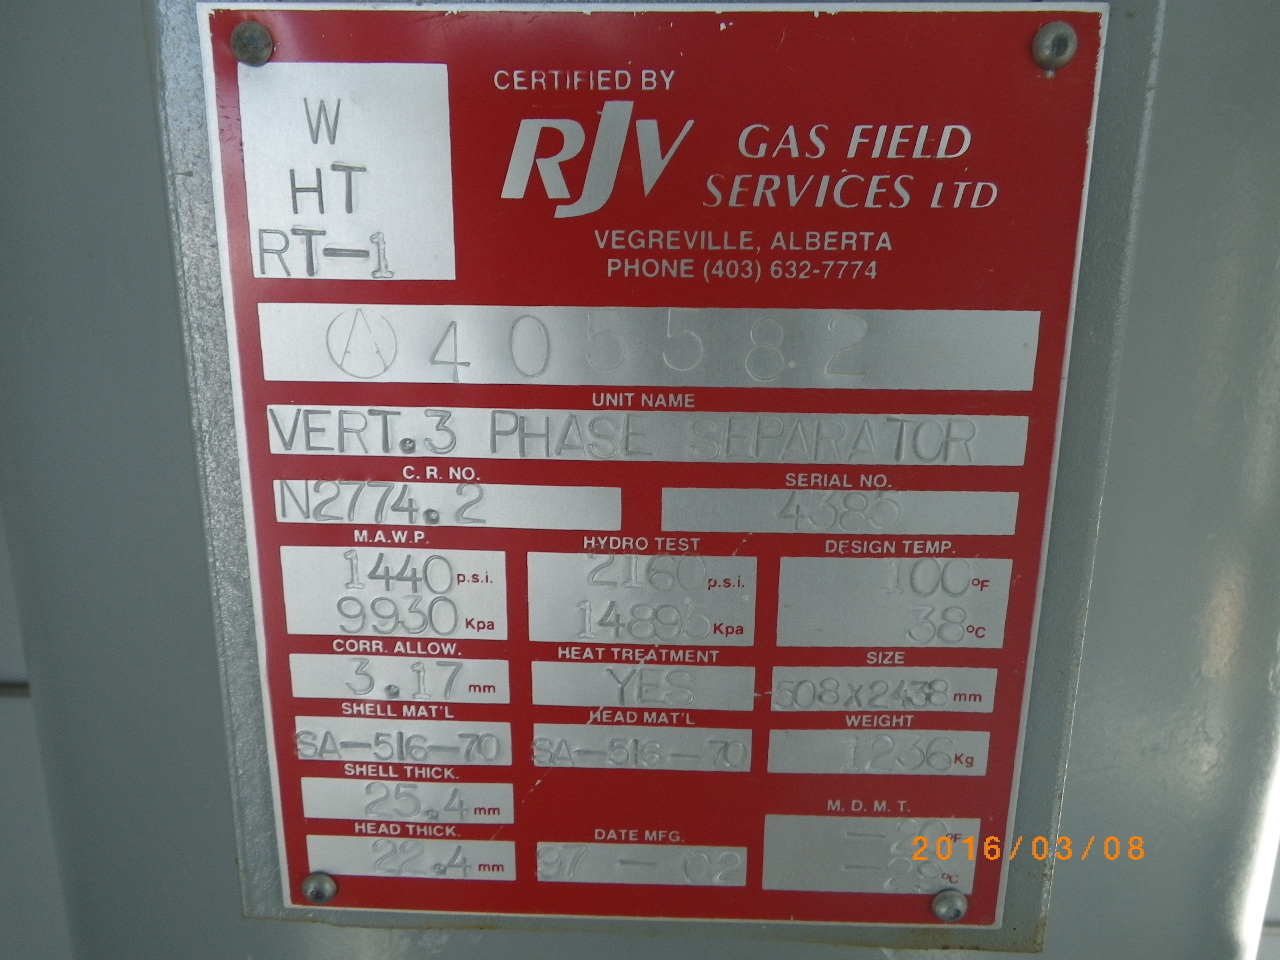 W
HT
RT-1
CERTIFIED BY
RJV GAS FIELD
SERVICES LTD
VEGREVILLE, ALBERTA
PHONE (403) 632-7774
A 405582
UNIT NAME
VERT. 3 PHASE SEPARATOR
C. R. NO. SERIAL NO.
N2774.2 4385
M.A.W.P. HYDRO TEST DESIGN TEMP.
1440 p.s.i. 2160 p.s.i. 100 °F
9930 Kpa 14895 Kpa 38 °C
CORR. ALLOW. HEAT TREATMENT SIZE
3.17 mm YES 508X2438 mm
SHELL MAT'L HEAD MAT'L WEIGHT
SA-516-70 SA-516-70 1236 Kg
SHELL THICK.
25.4 mm
HEAD THICK. DATE MFG. M. D. M. T.
22.4 mm 97-02 -20 °F
-29 °C
2016/03/08